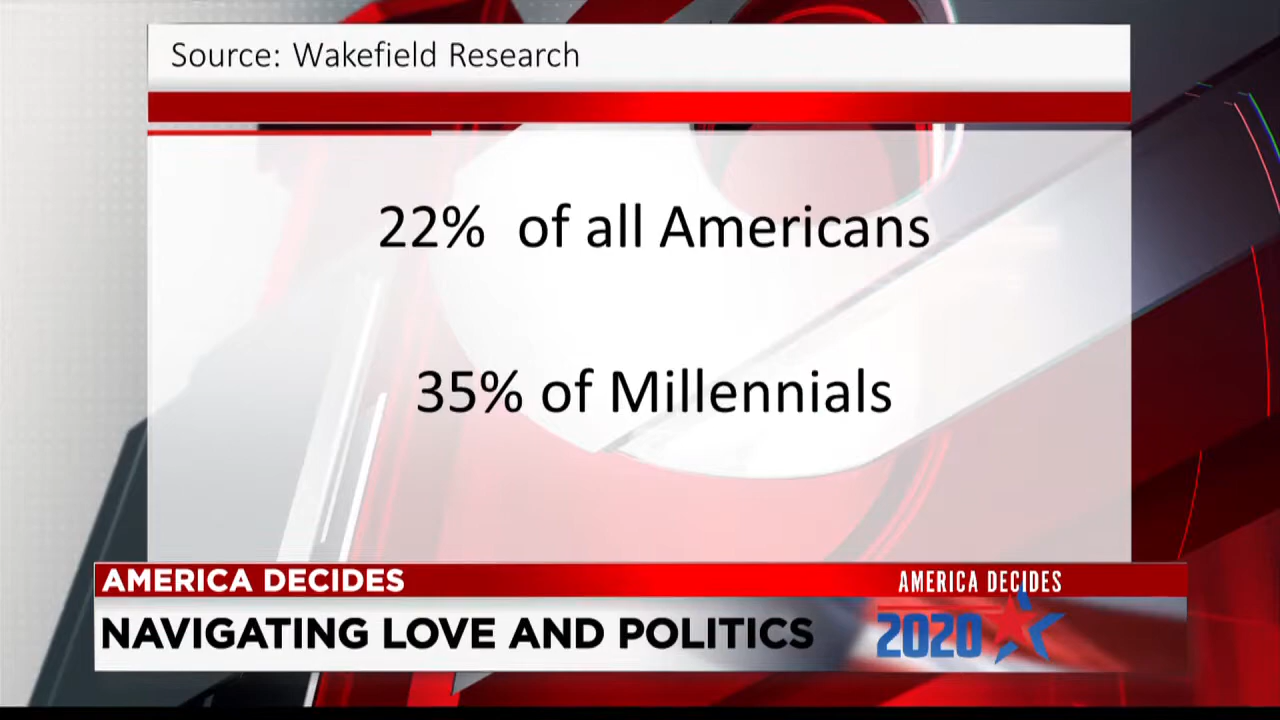 Source: Wakefield Research
22% of all Americans
35% of Millennials
AMERICA DECIDES
NAVIGATING LOVE AND POLITICS
AMERICA DECIDES
2020